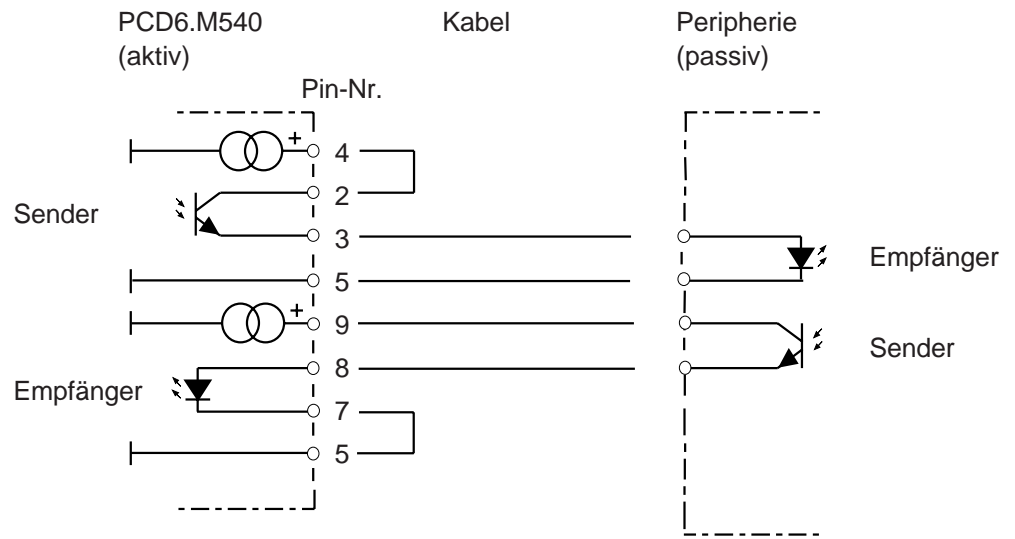 PCD6.M540 Kabel Peripherie
(aktiv) (passiv)
Pin-Nr.
+ 4
2
Sender
3
Empfänger
5
+ 9
Sender
8
Empfänger
7
5